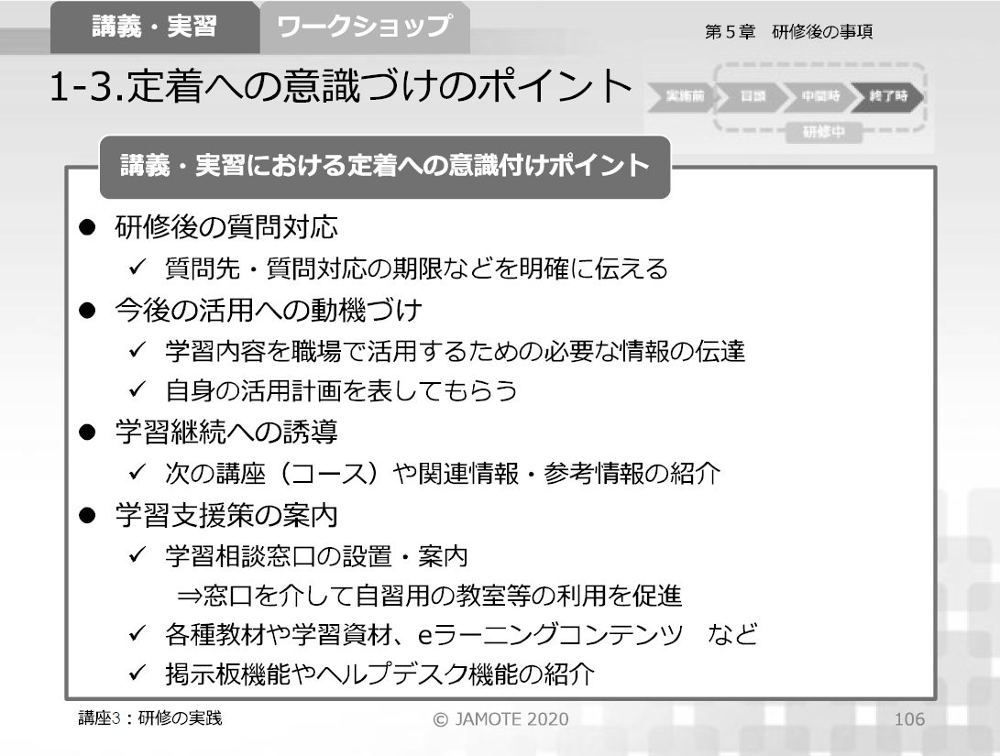 講義・実習
ワークショップ
第５章　研修後の事項
1-3.定着への意識づけのポイント
実施前
冒頭
中間時
終了時
研修中
講義・実習における定着への意識付けポイント
● 研修後の質問対応
✓ 質問先・質問対応の期限などを明確に伝える
● 今後の活用への動機づけ
✓ 学習内容を職場で活用するための必要な情報の伝達
✓ 自身の活用計画を表してもらう
● 学習継続への誘導
✓ 次の講座（コース）や関連情報・参考情報の紹介
● 学習支援策の案内
✓ 学習相談窓口の設置・案内
⇒窓口を介して自習用の教室等の利用を促進
✓ 各種教材や学習資材、eラーニングコンテンツ　など
✓ 掲示板機能やヘルプデスク機能の紹介
講座3：研修の実践
© JAMOTE 2020
106